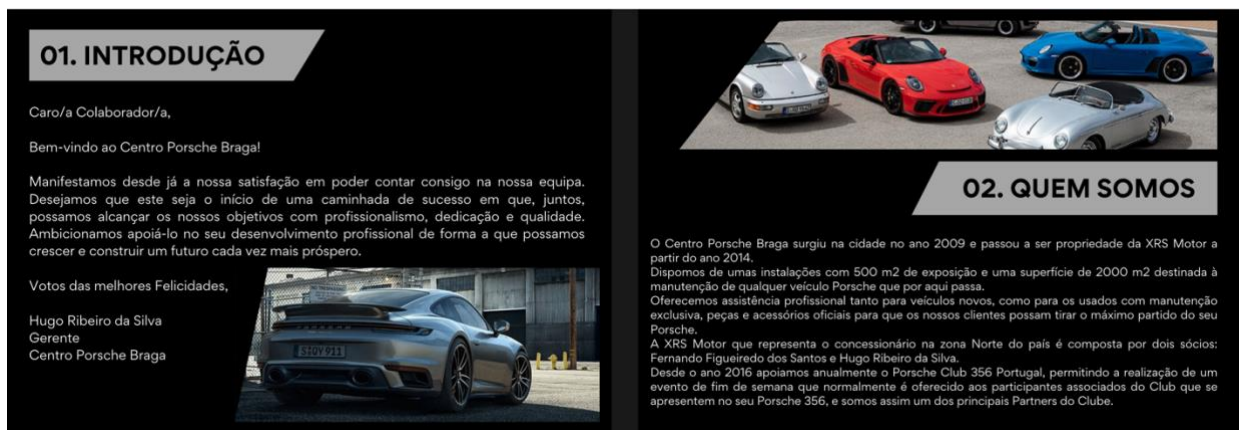 01. INTRODUÇÃO
Caro/a Colaborador/a,
Bem-vindo ao Centro Porsche Braga!
Manifestamos desde já a nossa satisfação em poder contar consigo na nossa equipa.
Desejamos que este seja o início de uma caminhada de sucesso em que, juntos,
possamos alcançar os nossos objetivos com profissionalismo, dedicação e qualidade.
Ambicionamos apoiá-lo no seu desenvolvimento profissional de forma a que possamos
crescer e construir um futuro cada vez mais próspero.
Votos das melhores Felicidades,
Hugo Ribeiro da Silva
Gerente
Centro Porsche Braga
PORSCHE
S:GY 911
02. QUEM SOMOS
O Centro Porsche Braga surgiu na cidade no ano 2009 e passou a ser propriedade da XRS Motor a
partir do ano 2014.
Dispomos de umas instalações com 500 m2 de exposição e uma superfície de 2000 m2 destinada à
manutenção de qualquer veículo Porsche que por aqui passa.
Oferecemos assistência profissional tanto para veículos novos, como para os usados com manutenção
exclusiva, peças e acessórios oficiais para que os nossos clientes possam tirar o máximo partido do seu
Porsche.
A XRS Motor que representa o concessionário na zona Norte do país é composta por dois sócios:
Fernando Figueiredo dos Santos e Hugo Ribeiro da Silva.
Desde o ano 2016 apoiamos anualmente o Porsche Club 356 Portugal, permitindo a realização de um
evento de fim de semana que normalmente é oferecido aos participantes associados do Club que se
apresentem no seu Porsche 356, e somos assim um dos principais Partners do Clube.